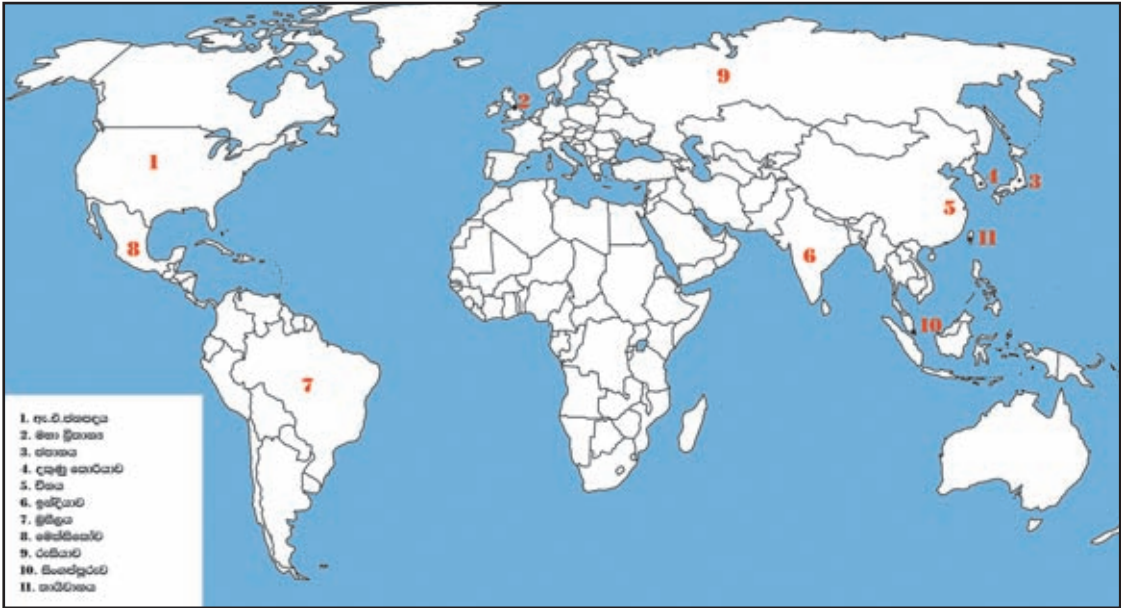 9
2
1
4
3
5
11
8
6
10
7
1. ඇ.එ.ජනපදය
2. මහා බ්‍රිතාන්‍ය
3. ජපානය
4. දකුණු කොරියාව
5. චීනය
6. ඉන්දියාව
7. බ්‍රසීලය
8. මෙක්සිකෝව
9. රුසියාව
10. සිංගප්පූරුව
11. තායිවානය